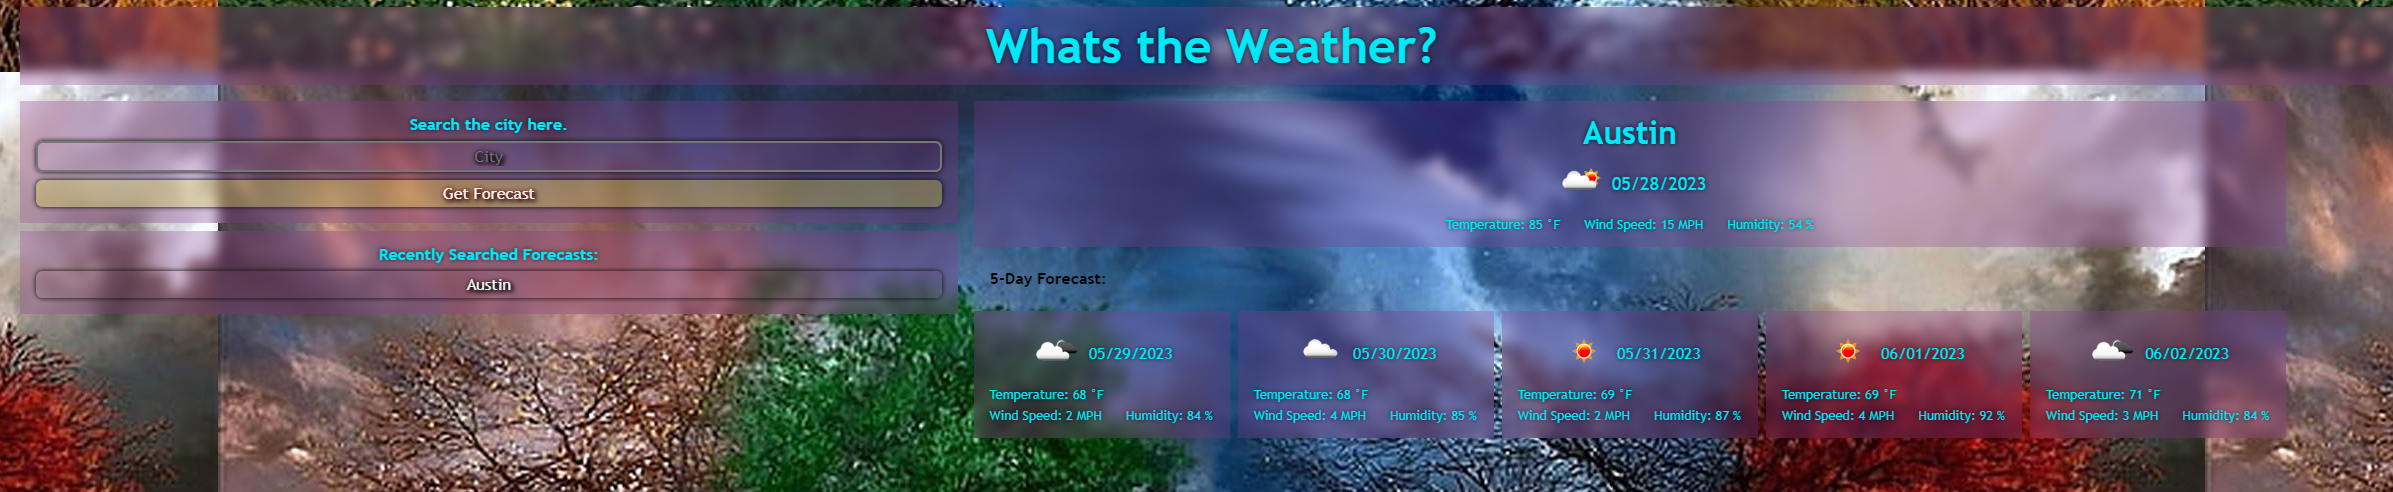 Whats the Weather?
Search the city here.
City
Get Forecast
Recently Searched Forecasts:
Austin
Austin
05/28/2023
Temperature: 85 °F Wind Speed: 15 MPH Humidity: 54 %
5-Day Forecast:
05/29/2023
Temperature: 68 °F
Wind Speed: 2 MPH Humidity: 84 %
05/30/2023
Temperature: 68 °F
Wind Speed: 4 MPH Humidity: 85 %
05/31/2023
Temperature: 69 °F
Wind Speed: 2 MPH Humidity: 87 %
06/01/2023
Temperature: 69 °F
Wind Speed: 4 MPH Humidity: 92 %
06/02/2023
Temperature: 71 °F
Wind Speed: 3 MPH Humidity: 84 %